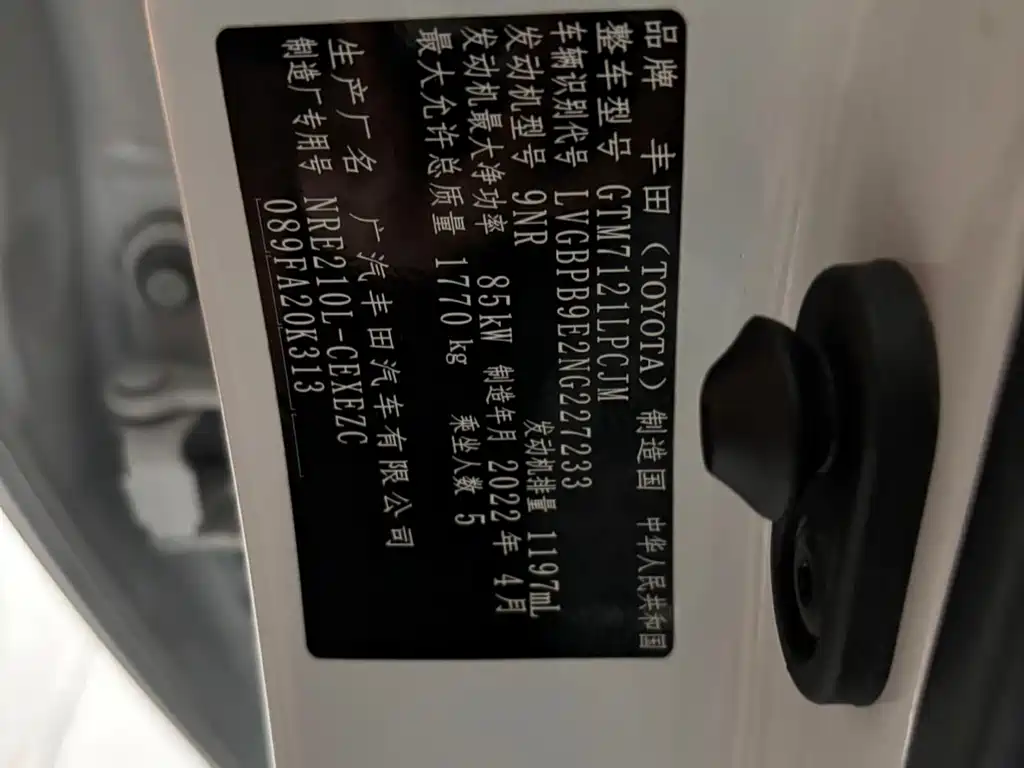 品牌 丰田（TOYOTA） 制造国 中华人民共和国
整车型号 GTM7121LPCJM
车辆识别代号 LVGBPB9E2NG227233
发动机型号 9NR 发动机排量 1197mL
发动机最大净功率 85kW 制造年月 2022年 4月
最大允许总质量 1770 kg 乘坐人数 5
生产厂名 广汽丰田汽车有限公司
制造厂专用号 NRE210L-CEXEZC
089FA20K313